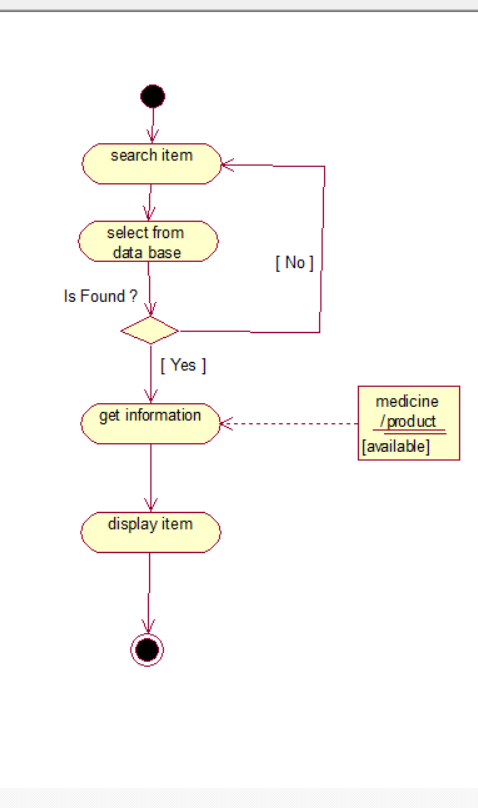 search item
select from
data base
[ No ]
Is Found ?
[ Yes ]
medicine
/product
[available]
get information
display item